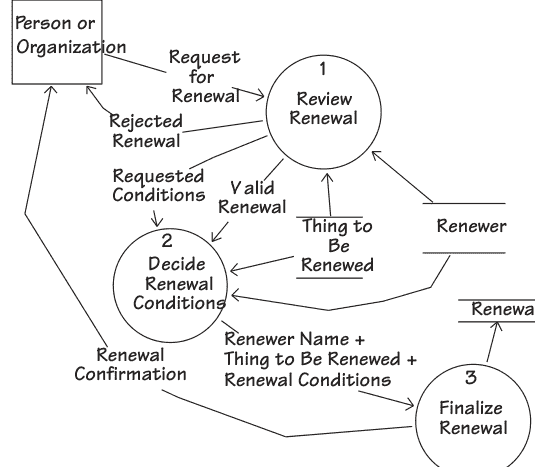 Person or
Organization
Request
for
Renewal
1
Review
Renewal
Rejected
Renewal
Requested
Conditions
Valid
Renewal
Thing to
Be
Renewed
Renewer
2
Decide
Renewal
Conditions
Renewa
Renewer Name +
Thing to Be Renewed +
Renewal Conditions
Renewal
Confirmation
3
Finalize
Renewal